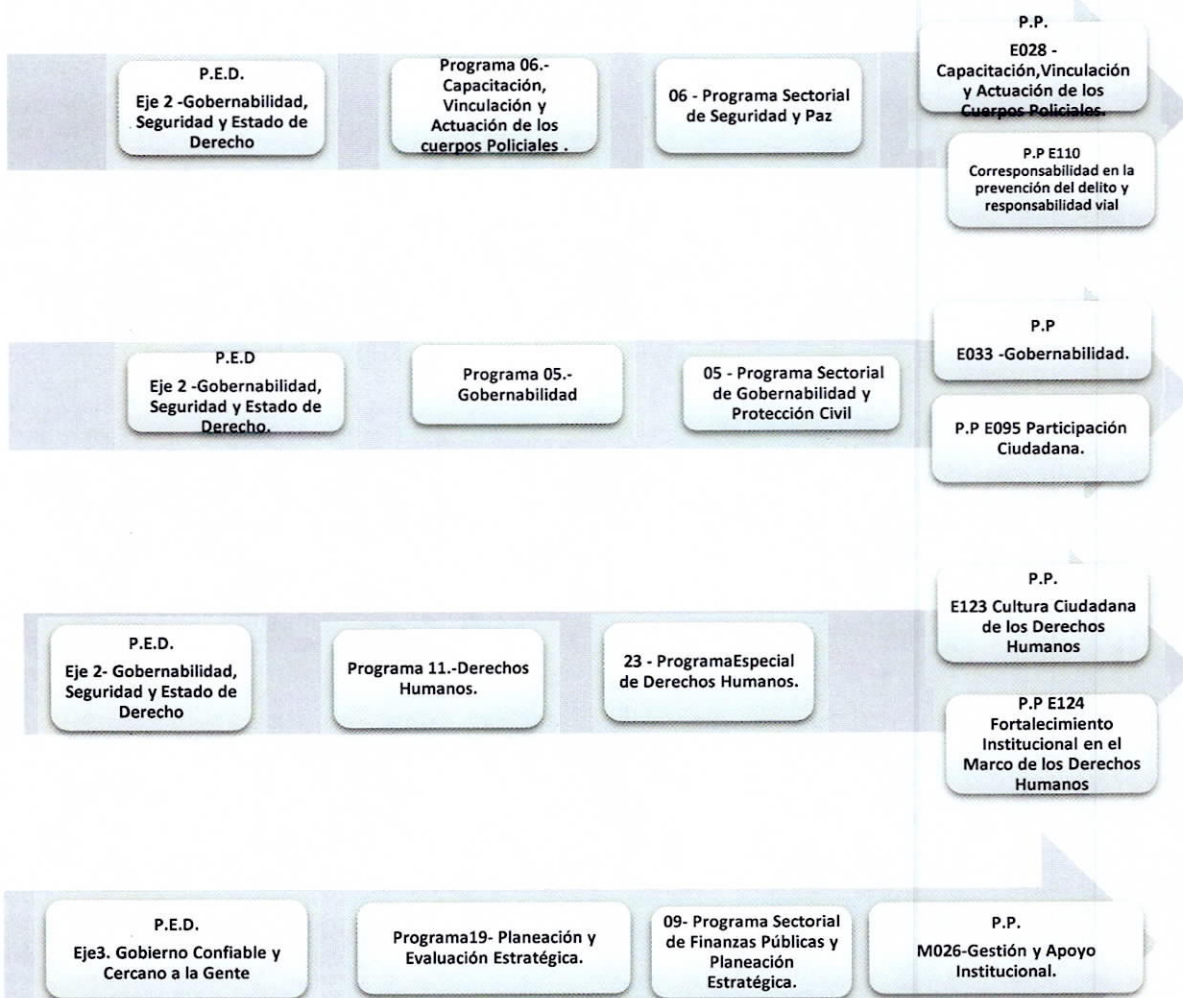 P.E.D.
Eje 2 -Gobernabilidad,
Seguridad y Estado de
Derecho
Programa 06.-
Capacitación,
Vinculación y
Actuación de los
cuerpos Policiales .
06 - Programa Sectorial
de Seguridad y Paz
P.P.
E028 -
Capacitación,Vinculación
y Actuación de los
Cuerpos Policiales.
P.P E110
Corresponsabilidad en la
prevención del delito y
responsabilidad vial
P.E.D
Eje 2 -Gobernabilidad,
Seguridad y Estado de
Derecho.
Programa 05.-
Gobernabilidad
05 - Programa Sectorial
de Gobernabilidad y
Protección Civil
P.P
E033 -Gobernabilidad.
P.P E095 Participación
Ciudadana.
P.E.D.
Eje 2- Gobernabilidad,
Seguridad y Estado de
Derecho
Programa 11.-Derechos
Humanos.
23 - ProgramaEspecial
de Derechos Humanos.
P.P.
E123 Cultura Ciudadana
de los Derechos
Humanos
P.P E124
Fortalecimiento
Institucional en el
Marco de los Derechos
Humanos
P.E.D.
Eje3. Gobierno Confiable y
Cercano a la Gente
Programa19- Planeación y
Evaluación Estratégica.
09- Programa Sectorial
de Finanzas Públicas y
Planeación
Estratégica.
P.P.
M026-Gestión y Apoyo
Institucional.